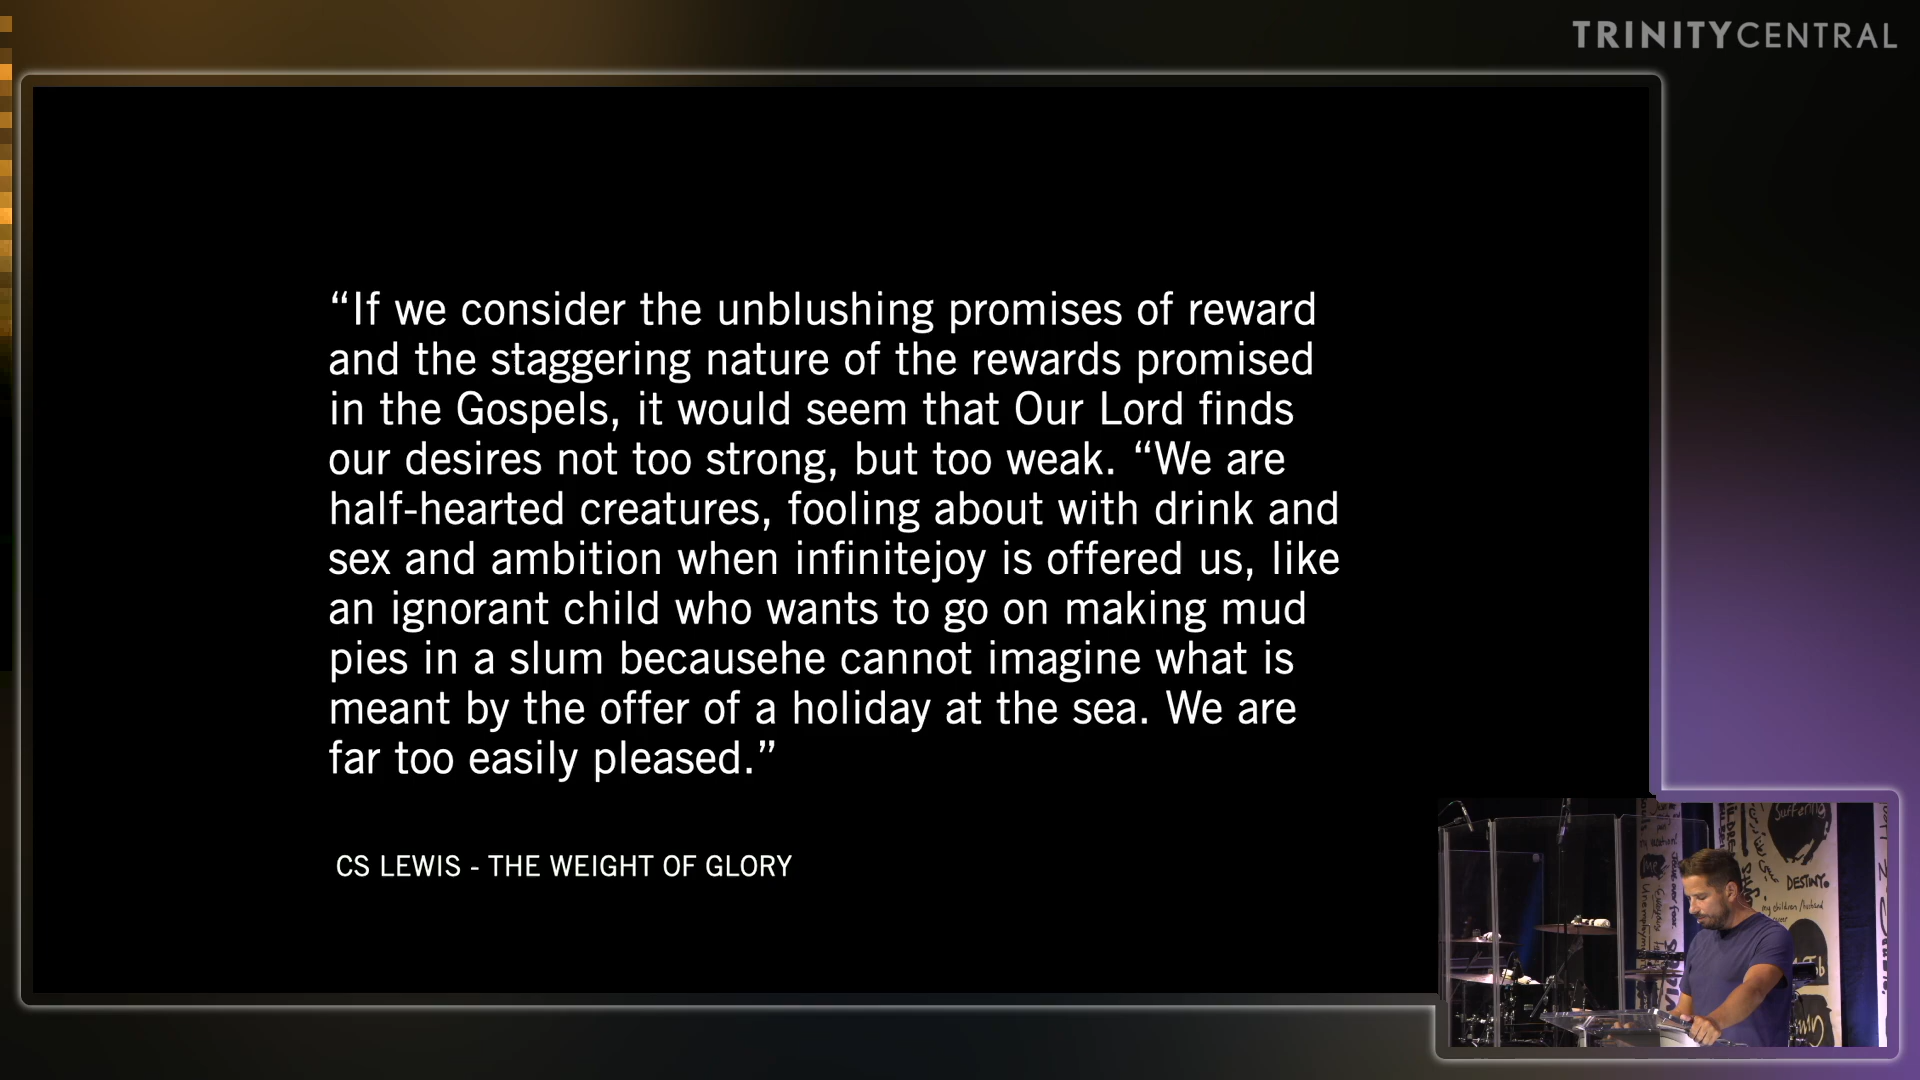 TRINITYCENTRAL
“If we consider the unblushing promises of reward
and the staggering nature of the rewards promised
in the Gospels, it would seem that Our Lord finds
our desires not too strong, but too weak. “We are
half-hearted creatures, fooling about with drink and
sex and ambition when infinitejoy is offered us, like
an ignorant child who wants to go on making mud
pies in a slum becausehe cannot imagine what is
meant by the offer of a holiday at the sea. We are
far too easily pleased.”
CS LEWIS - THE WEIGHT OF GLORY
Suffering
DESTINY.
my children/husband